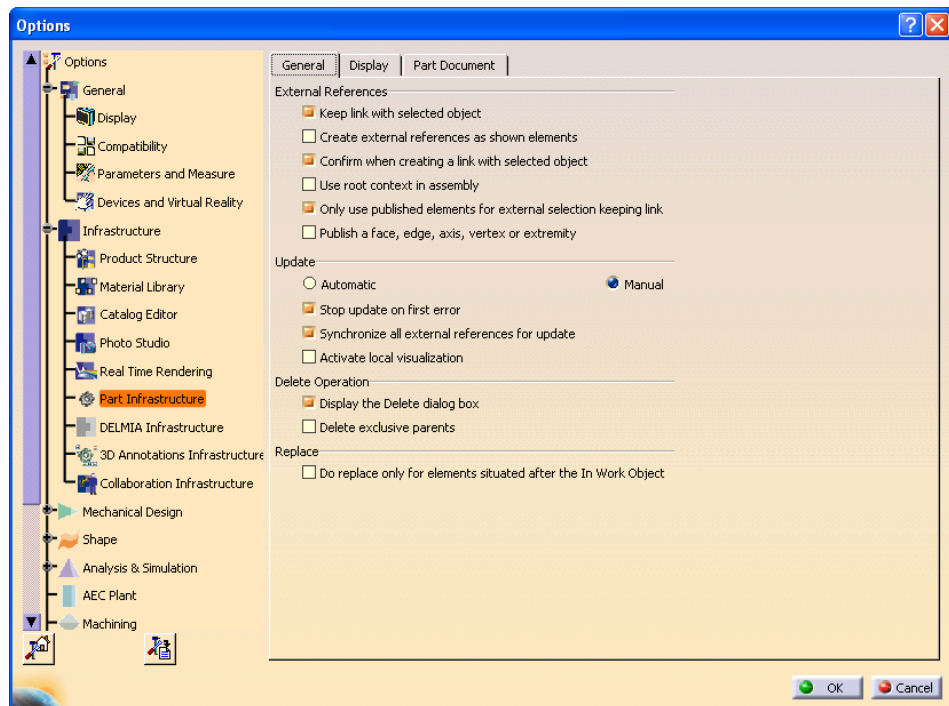 Options
Options
General
Display
Compatibility
Parameters and Measure
Devices and Virtual Reality
Infrastructure
Product Structure
Material Library
Catalog Editor
Photo Studio
Real Time Rendering
Part Infrastructure
DELMIA Infrastructure
3D Annotations Infrastructure
Collaboration Infrastructure
Mechanical Design
Shape
Analysis & Simulation
AEC Plant
Machining
General Display Part Document
External References
Keep link with selected object
Create external references as shown elements
Confirm when creating a link with selected object
Use root context in assembly
Only use published elements for external selection keeping link
Publish a face, edge, axis, vertex or extremity
Update
Automatic Manual
Stop update on first error
Synchronize all external references for update
Activate local visualization
Delete Operation
Display the Delete dialog box
Delete exclusive parents
Replace
Do replace only for elements situated after the In Work Object
OK Cancel